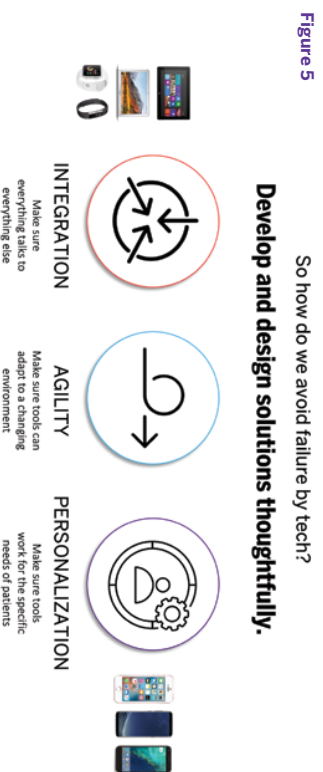 Figure 5
So how do we avoid failure by tech?
Develop and design solutions thoughtfully.
INTEGRATION
Make sure
everything talks to
everything else
AGILITY
Make sure tools can
adapt to a changing
environment
PERSONALIZATION
Make sure tools
work for the specific
needs of patients